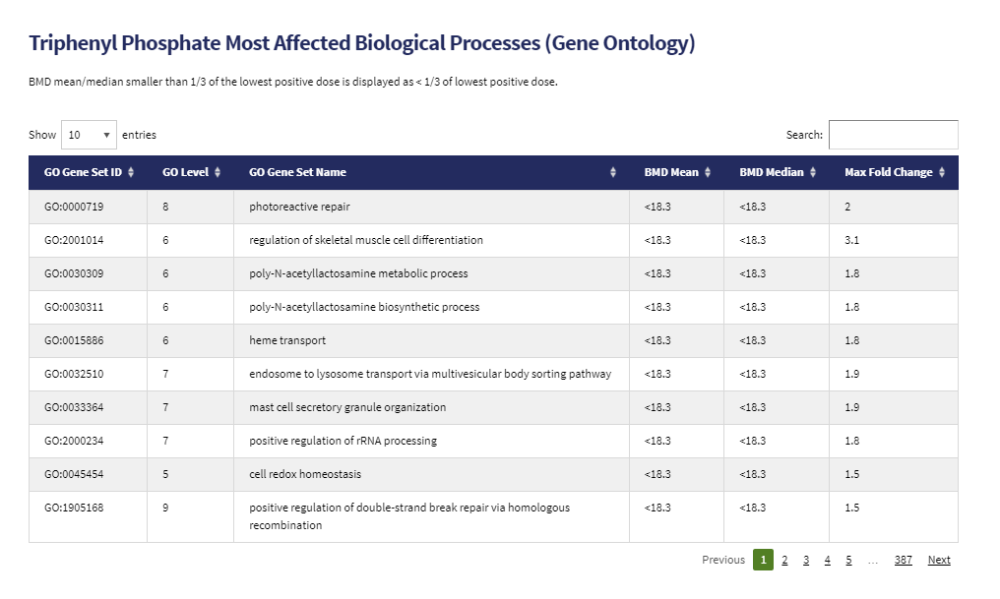 Triphenyl Phosphate Most Affected Biological Processes (Gene Ontology)
BMD mean/median smaller than 1/3 of the lowest positive dose is displayed as < 1/3 of lowest positive dose.
Show 10 entries Search:
GO Gene Set ID GO Level GO Gene Set Name BMD Mean BMD Median Max Fold Change
GO:0000719 8 photoreactive repair <18.3 <18.3 2
GO:2001014 6 regulation of skeletal muscle cell differentiation <18.3 <18.3 3.1
GO:0030309 6 poly-N-acetyllactosamine metabolic process <18.3 <18.3 1.8
GO:0030311 6 poly-N-acetyllactosamine biosynthetic process <18.3 <18.3 1.8
GO:0015886 6 heme transport <18.3 <18.3 1.8
GO:0032510 7 endosome to lysosome transport via multivesicular body sorting pathway <18.3 <18.3 1.9
GO:0033364 7 mast cell secretory granule organization <18.3 <18.3 1.9
GO:2000234 7 positive regulation of rRNA processing <18.3 <18.3 1.8
GO:0045454 5 cell redox homeostasis <18.3 <18.3 1.5
GO:1905168 9 positive regulation of double-strand break repair via homologous <18.3 <18.3 1.5
recombination
Previous 1 2 3 4 5 … 387 Next